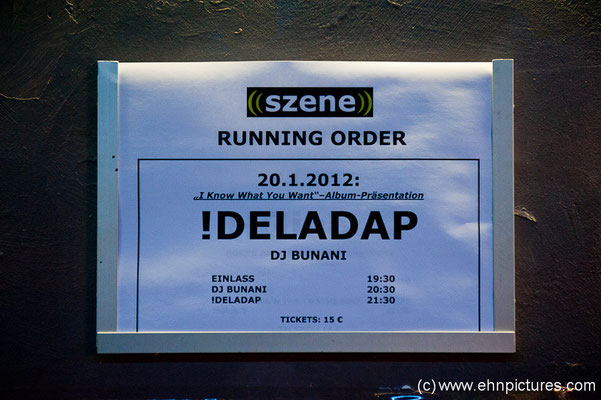 ((szene))
RUNNING ORDER
20.1.2012:
„I Know What You Want“–Album-Präsentation
!DELADAP
DJ BUNANI
EINLASS 19:30
DJ BUNANI 20:30
!DELADAP 21:30
TICKETS: 15 €
(c) www.ehnpictures.com